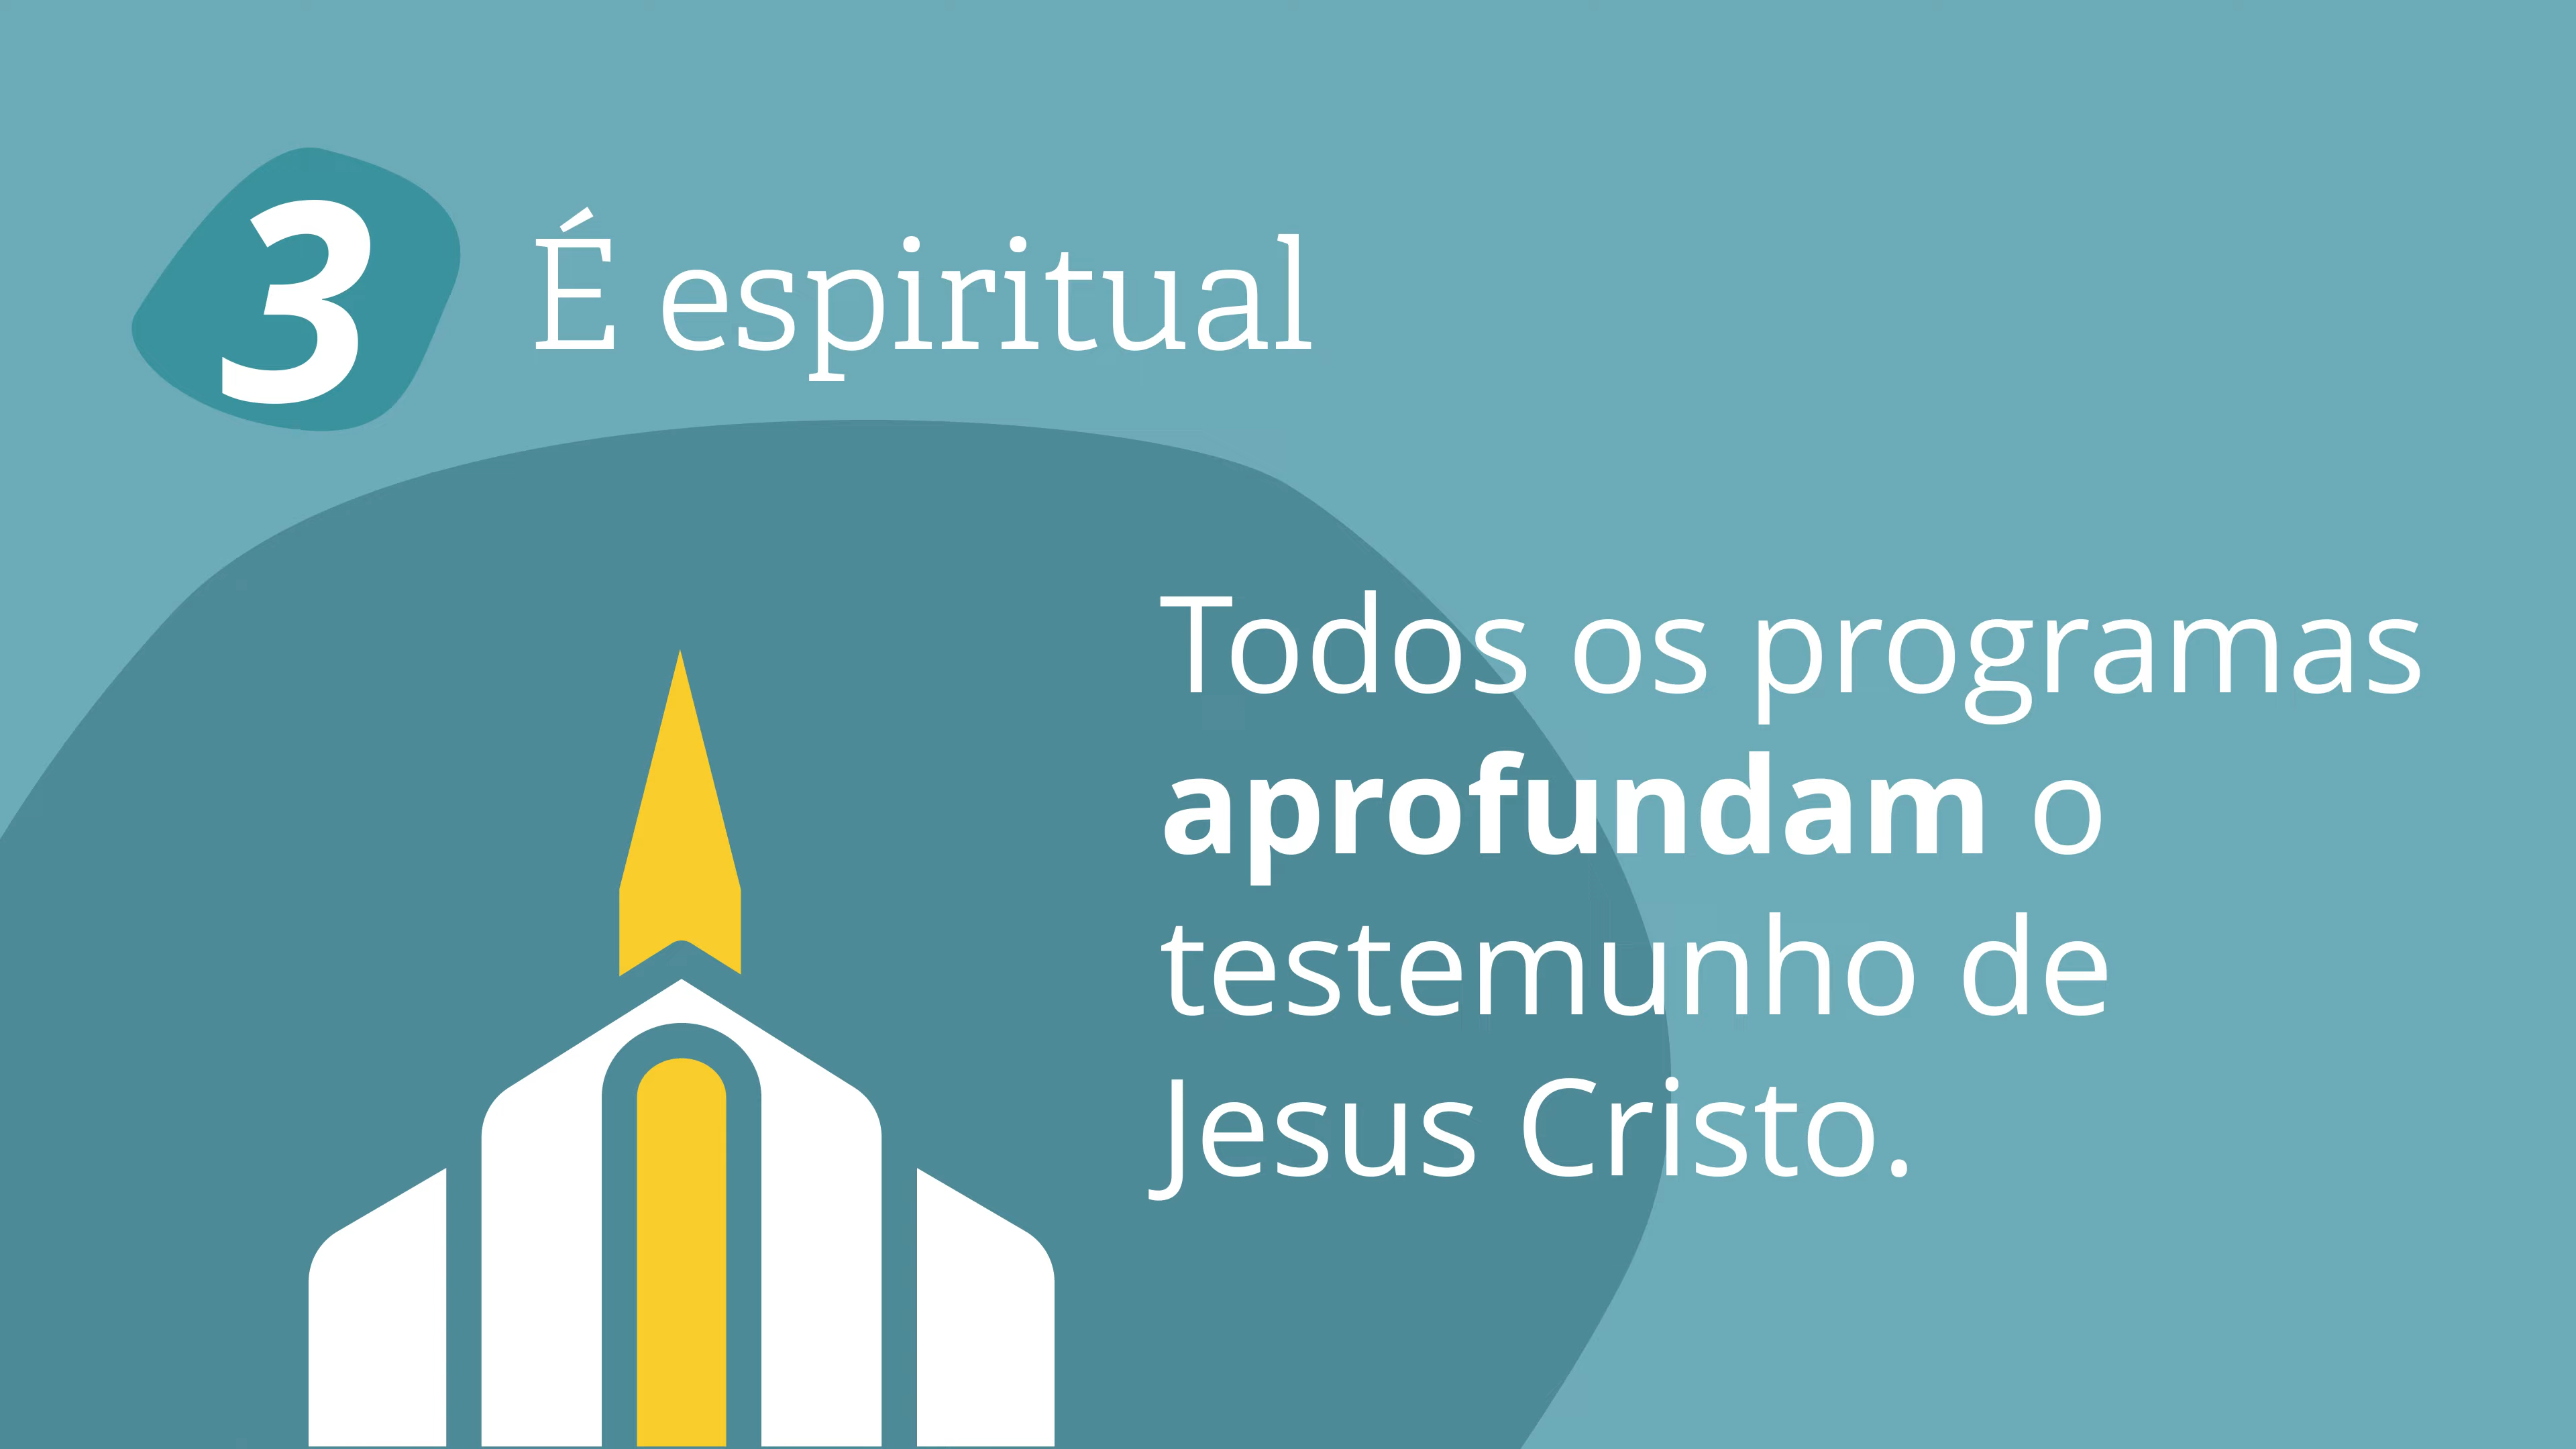 3
É espiritual
Todos os programas
aprofundam o
testemunho de
Jesus Cristo.